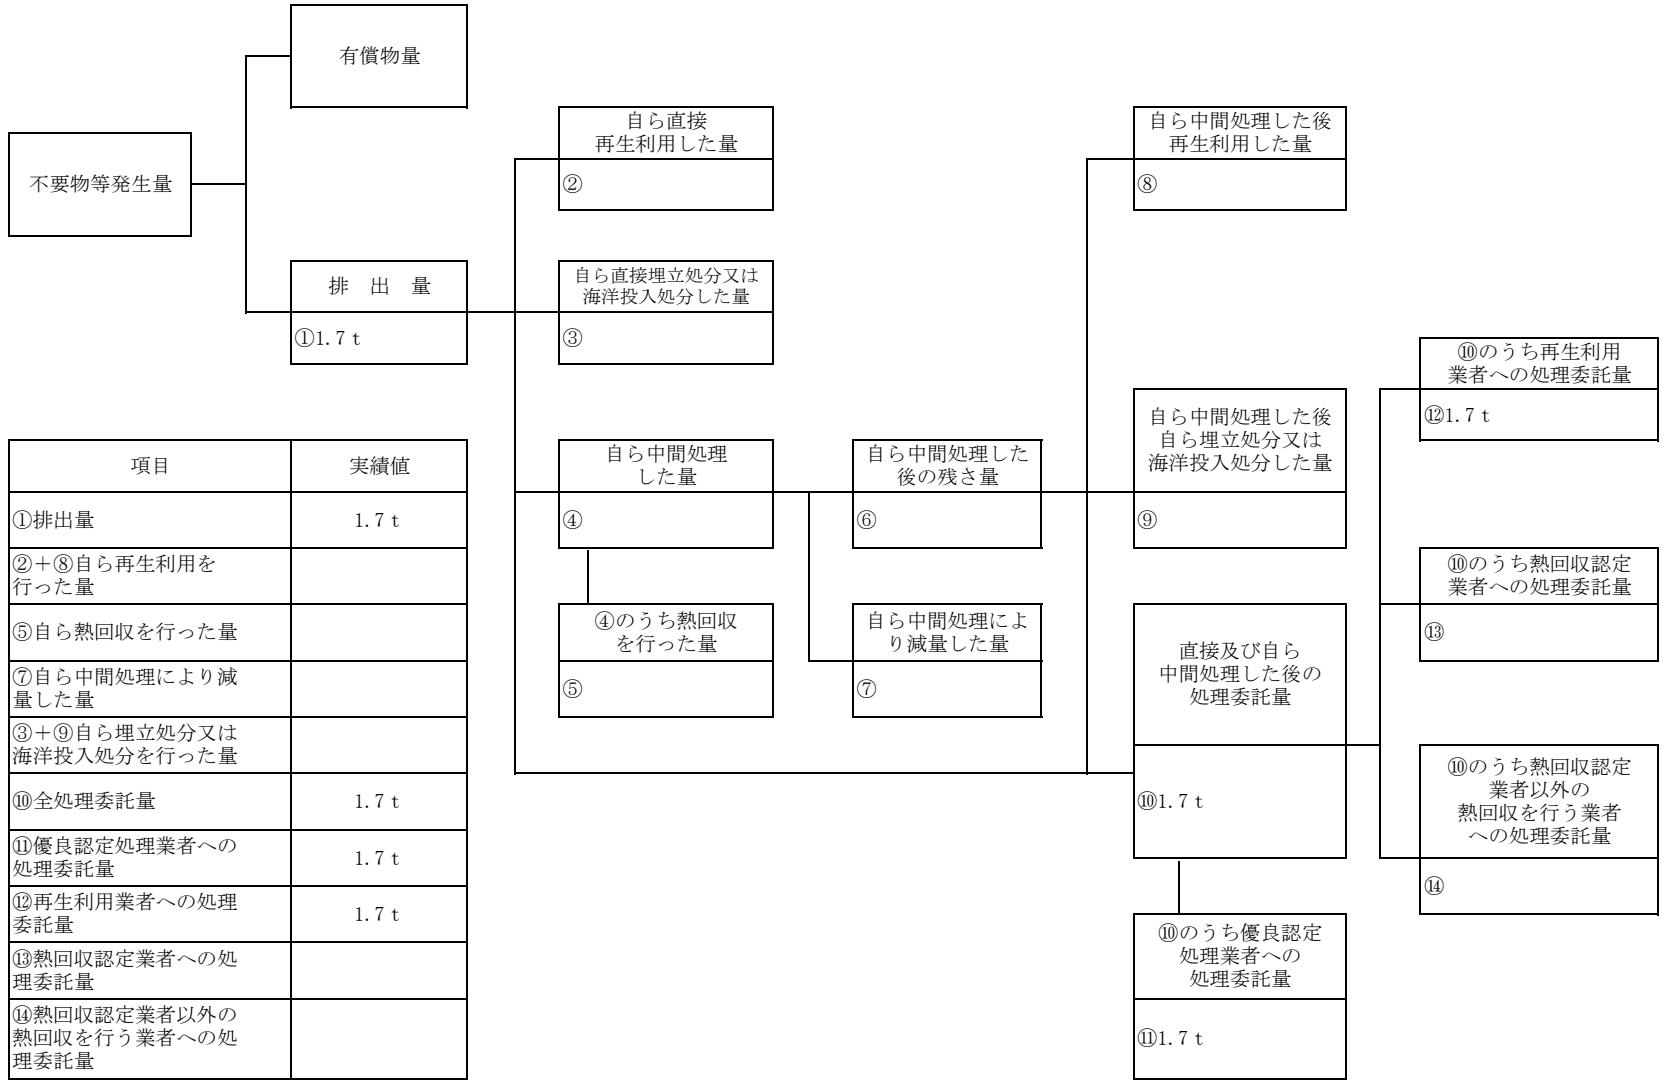 有償物量
不要物等発生量
排　出　量
①1.7 t
自ら直接
再生利用した量
②
自ら直接埋立処分又は
海洋投入処分した量
③
自ら中間処理
した量
④
④のうち熱回収
を行った量
⑤
自ら中間処理した
後の残さ量
⑥
自ら中間処理によ
り減量した量
⑦
自ら中間処理した後
再生利用した量
⑧
自ら中間処理した後
自ら埋立処分又は
海洋投入処分した量
⑨
直接及び自ら
中間処理した後の
処理委託量
⑩1.7 t
⑩のうち優良認定
処理業者への
処理委託量
⑪1.7 t
⑩のうち再生利用
業者への処理委託量
⑫1.7 t
⑩のうち熱回収認定
業者への処理委託量
⑬
⑩のうち熱回収認定
業者以外の
熱回収を行う業者
への処理委託量
⑭
項目 実績値
①排出量 1.7 t
②＋⑧自ら再生利用を
行った量
⑤自ら熱回収を行った量
⑦自ら中間処理により減
量した量
③＋⑨自ら埋立処分又は
海洋投入処分を行った量
⑩全処理委託量 1.7 t
⑪優良認定処理業者への
処理委託量 1.7 t
⑫再生利用業者への処理
委託量 1.7 t
⑬熱回収認定業者への処
理委託量
⑭熱回収認定業者以外の
熱回収を行う業者への処
理委託量